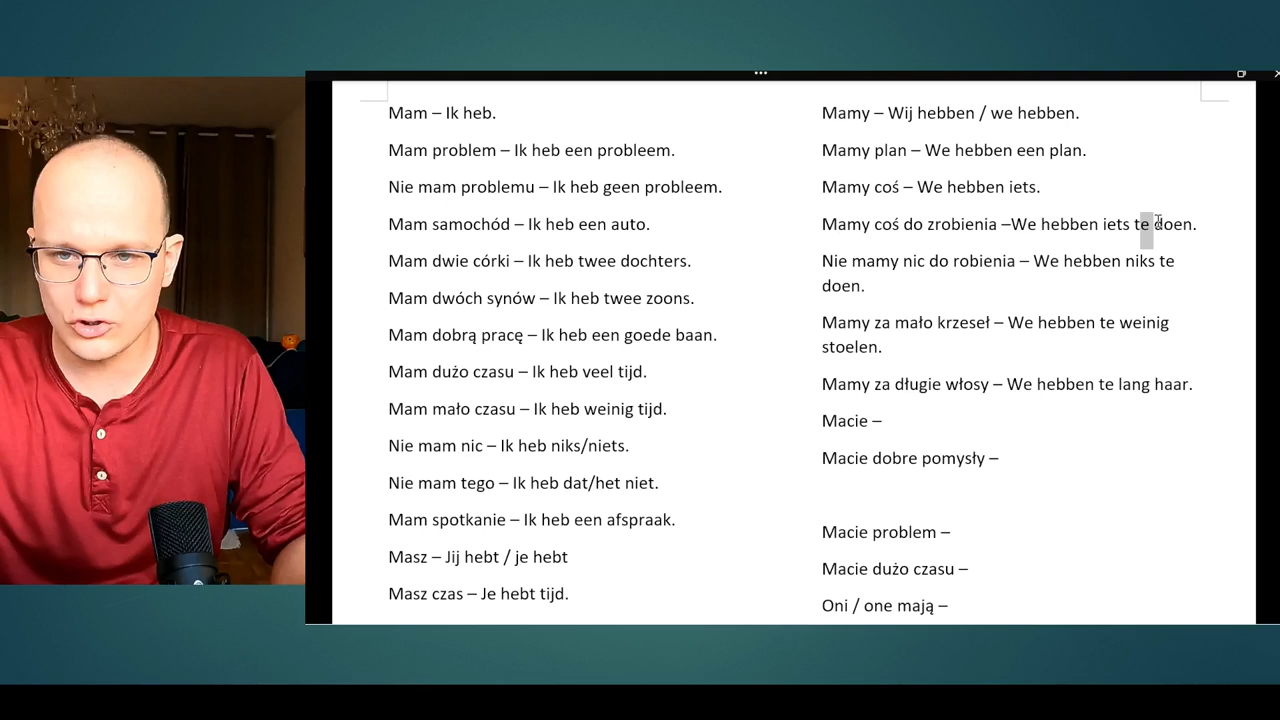 Mam – Ik heb.
Mam problem – Ik heb een probleem.
Nie mam problemu – Ik heb geen probleem.
Mam samochód – Ik heb een auto.
Mam dwie córki – Ik heb twee dochters.
Mam dwóch synów – Ik heb twee zoons.
Mam dobrą pracę – Ik heb een goede baan.
Mam dużo czasu – Ik heb veel tijd.
Mam mało czasu – Ik heb weinig tijd.
Nie mam nic – Ik heb niks/niets.
Nie mam tego – Ik heb dat/het niet.
Mam spotkanie – Ik heb een afspraak.
Masz – Jij hebt / je hebt
Masz czas – Je hebt tijd.
Mamy – Wij hebben / we hebben.
Mamy plan – We hebben een plan.
Mamy coś – We hebben iets.
Mamy coś do zrobienia –We hebben iets te doen.
Nie mamy nic do robienia – We hebben niks te
doen.
Mamy za mało krzeseł – We hebben te weinig
stoelen.
Mamy za długie włosy – We hebben te lang haar.
Macie –
Macie dobre pomysły –
Macie problem –
Macie dużo czasu –
Oni / one mają –